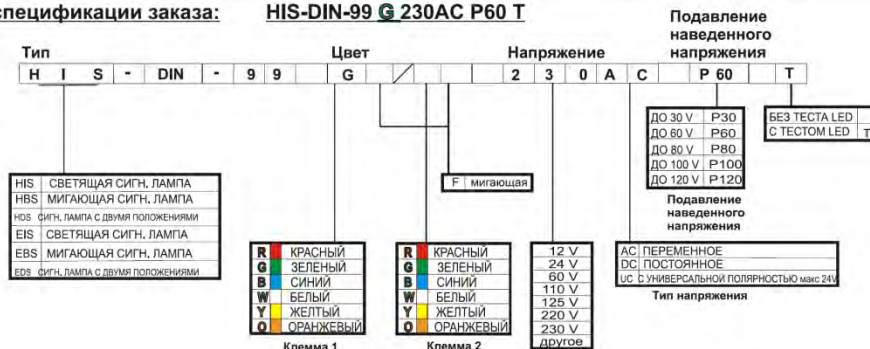 спецификации заказа: HIS-DIN-99 G 230AC P60 T
Подавление
наведенного
напряжения
Тип Цвет Напряжение
H I S - DIN - 9 9 G / 2 3 0 A C P 60 T
ДО 30 V P30
ДО 60 V P60
ДО 80 V P80
ДО 100 V P100
ДО 120 V P120
Подавление
наведенного
напряжения
БЕЗ ТЕСТА LED
С ТЕСТОМ LED T
HIS СВЕТЯЩАЯ СИГН. ЛАМПА
HBS МИГАЮЩАЯ СИГН. ЛАМПА
HDS СИГН. ЛАМПА С ДВУМЯ ПОЛОЖЕНИЯМИ
EIS СВЕТЯЩАЯ СИГН. ЛАМПА
EBS МИГАЮЩАЯ СИГН. ЛАМПА
EDS СИГН. ЛАМПА С ДВУМЯ ПОЛОЖЕНИЯМИ
F мигающая
R КРАСНЫЙ
G ЗЕЛЕНЫЙ
B СИНИЙ
W БЕЛЫЙ
Y ЖЕЛТЫЙ
O ОРАНЖЕВЫЙ
Клемма 1
R КРАСНЫЙ
G ЗЕЛЕНЫЙ
B СИНИЙ
W БЕЛЫЙ
Y ЖЕЛТЫЙ
O ОРАНЖЕВЫЙ
Клемма 2
12 V
24 V
60 V
110 V
125 V
220 V
230 V
другое
AC ПЕРЕМЕННОЕ
DC ПОСТОЯННОЕ
UC С УНИВЕРСАЛЬНОЙ ПОЛЯРНОСТЬЮ макс 24V
Тип напряжения